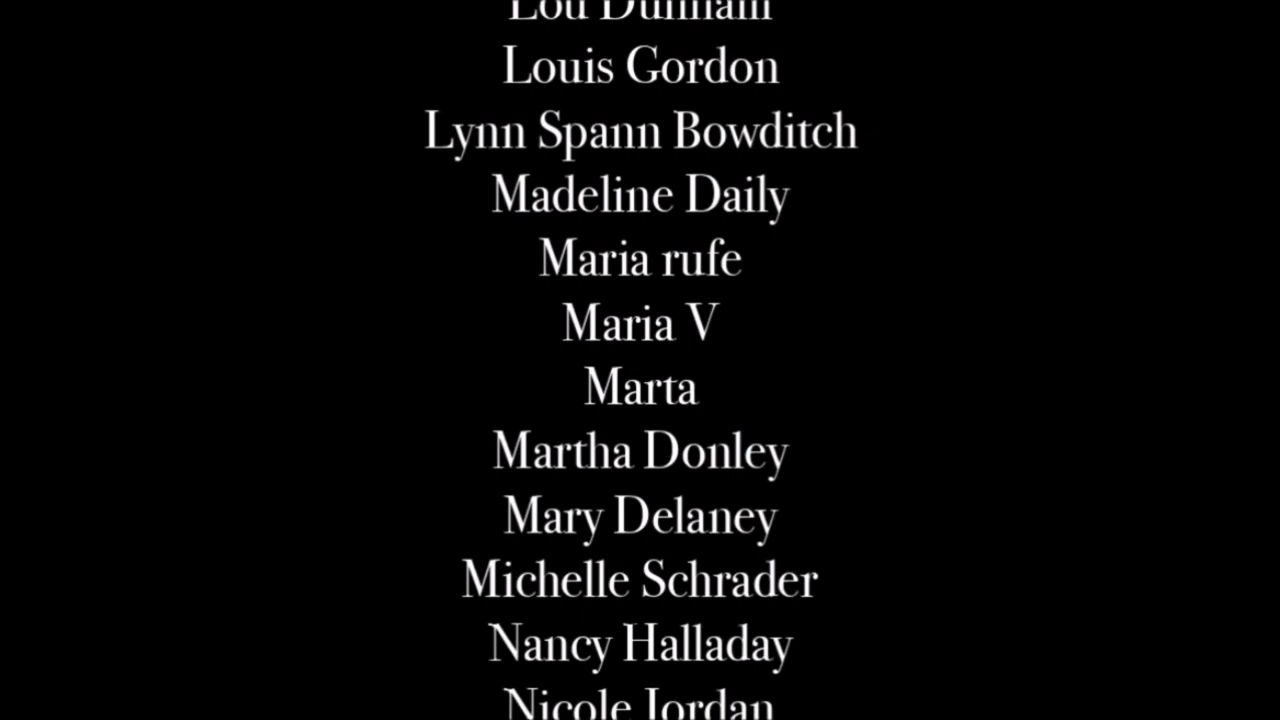 Lou Dunham
Louis Gordon
Lynn Spann Bowditch
Madeline Daily
Maria rufe
Maria V
Marta
Martha Donley
Mary Delaney
Michelle Schrader
Nancy Halladay
Nicole Jordan